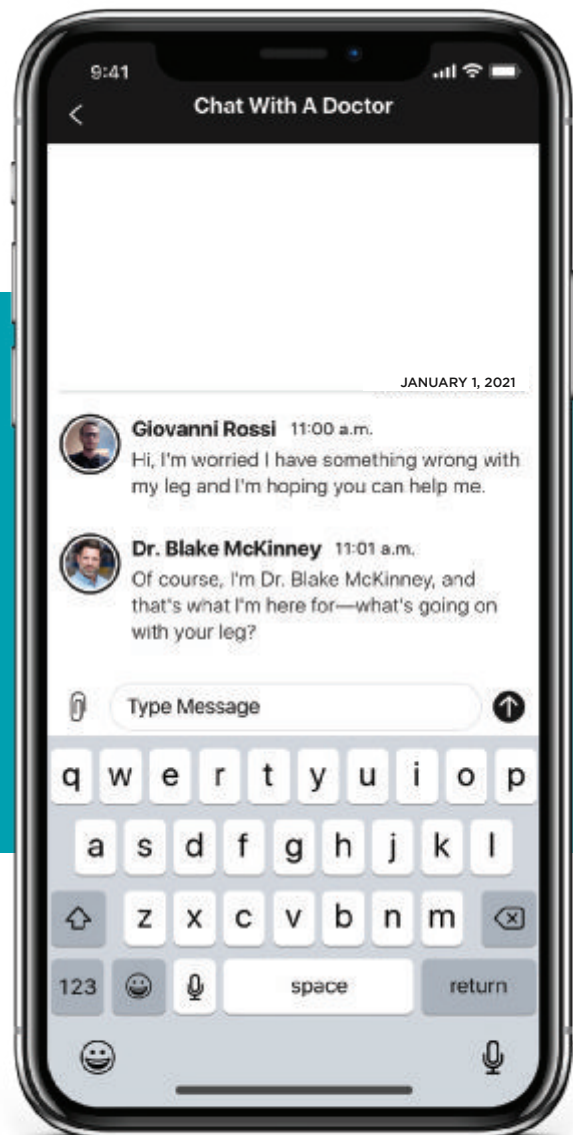 9:41
Chat With A Doctor
JANUARY 1, 2021
Giovanni Rossi 11:00 a.m.
Hi, I'm worried I have something wrong with
my leg and I'm hoping you can help me.
Dr. Blake McKinney 11:01 a.m.
Of course, I'm Dr. Blake McKinney, and
that's what I'm here for—what's going on
with your leg?
Type Message
q w e r t y u i o p
a s d f g h j k l
z x c v b n m
123 space return